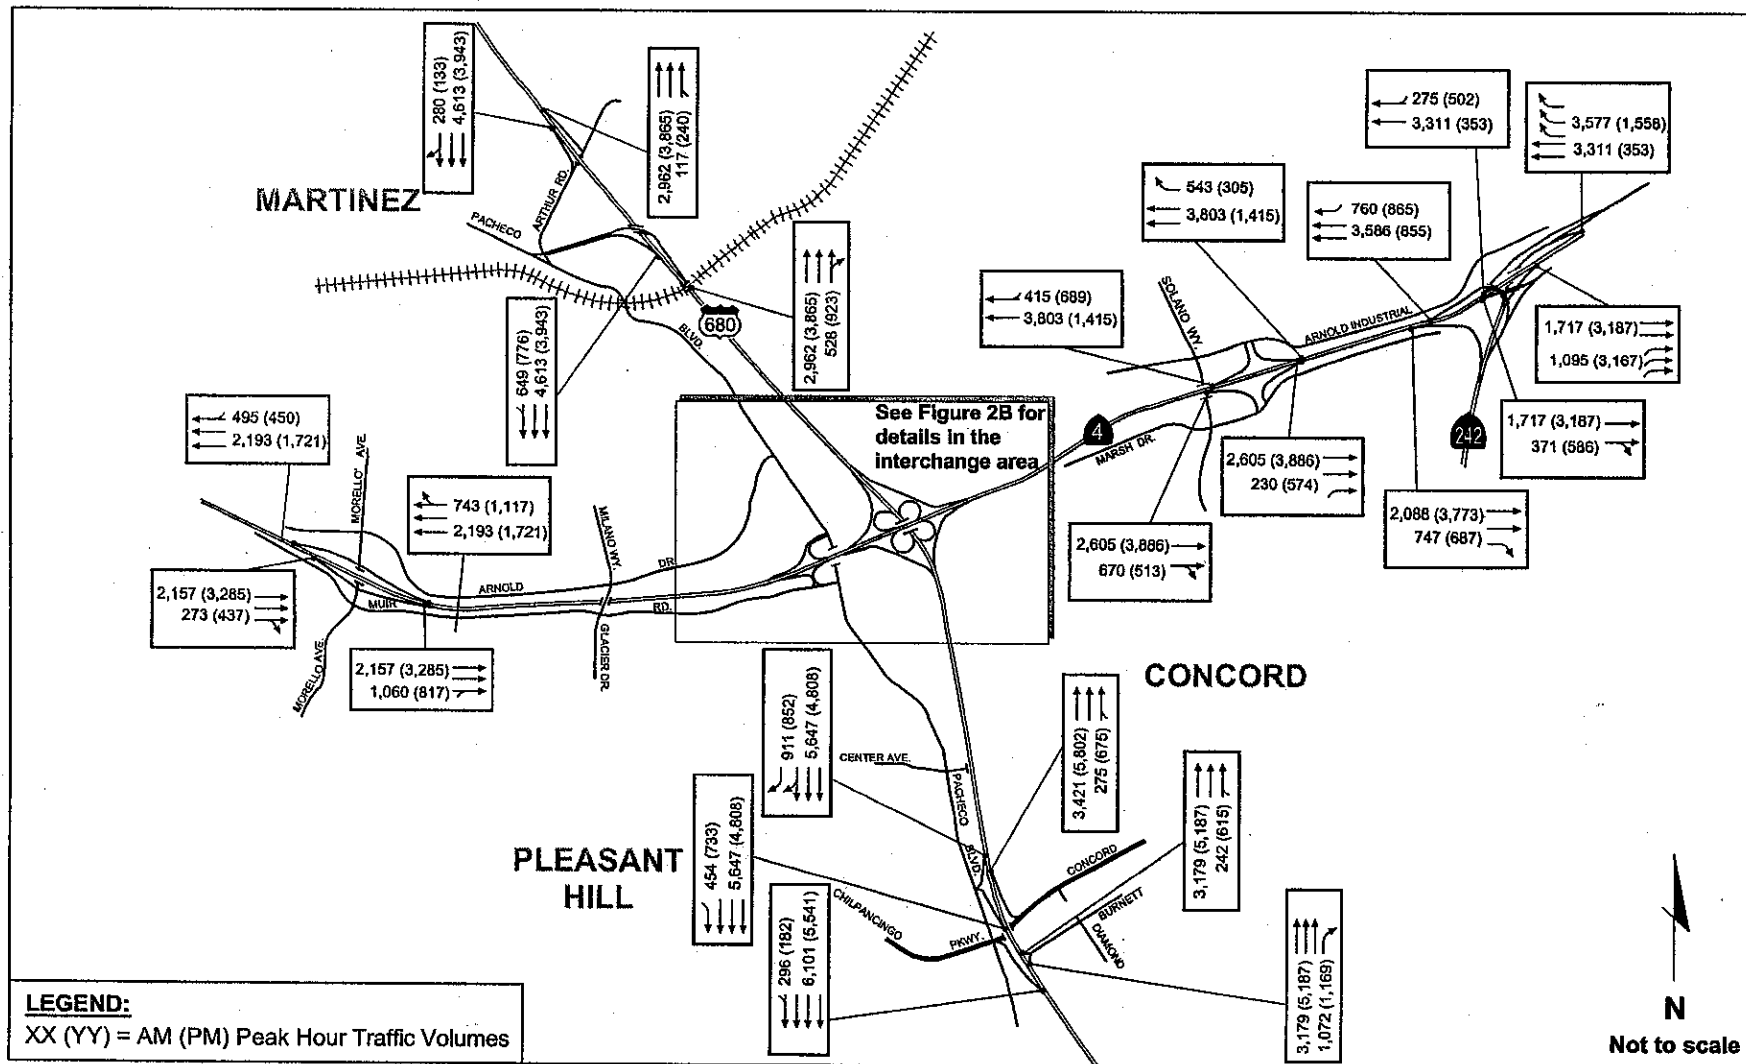 280 (133)
4,613 (3,943)
2,962 (3,865)
117 (240)
275 (502)
3,311 (353)
3,577 (1,558)
3,311 (353)
MARTINEZ
ARTHUR RD.
PACHECO
543 (305)
3,803 (1,415)
760 (865)
3,586 (855)
2,962 (3,865)
526 (923)
415 (689)
3,803 (1,415)
SOLANO WY.
ARNOLD INDUSTRIAL
1,717 (3,187)
1,095 (3,167)
680
BLVD.
649 (776)
4,613 (3,943)
495 (450)
2,193 (1,721)
MORELLO AVE.
See Figure 2B for
details in the
interchange area
4
MARSH DR.
242
1,717 (3,187)
371 (586)
2,605 (3,886)
230 (574)
743 (1,117)
2,193 (1,721)
MILANO WY.
2,088 (3,773)
747 (687)
2,605 (3,886)
670 (513)
2,157 (3,285)
273 (437)
ARNOLD
DR.
MUIR
RD.
MORELLO AVE.
GLACIER DR.
2,157 (3,285)
1,060 (817)
CONCORD
911 (852)
5,647 (4,808)
3,421 (5,802)
275 (675)
CENTER AVE.
PACHECO
BLVD.
3,179 (5,187)
242 (615)
454 (733)
5,647 (4,808)
PLEASANT
HILL
CONCORD
BURNETT
DIAMOND
CHILPANCINGO
PKWY.
296 (182)
6,101 (5,541)
3,179 (5,187)
1,072 (1,169)
LEGEND:
XX (YY) = AM (PM) Peak Hour Traffic Volumes
N
Not to scale